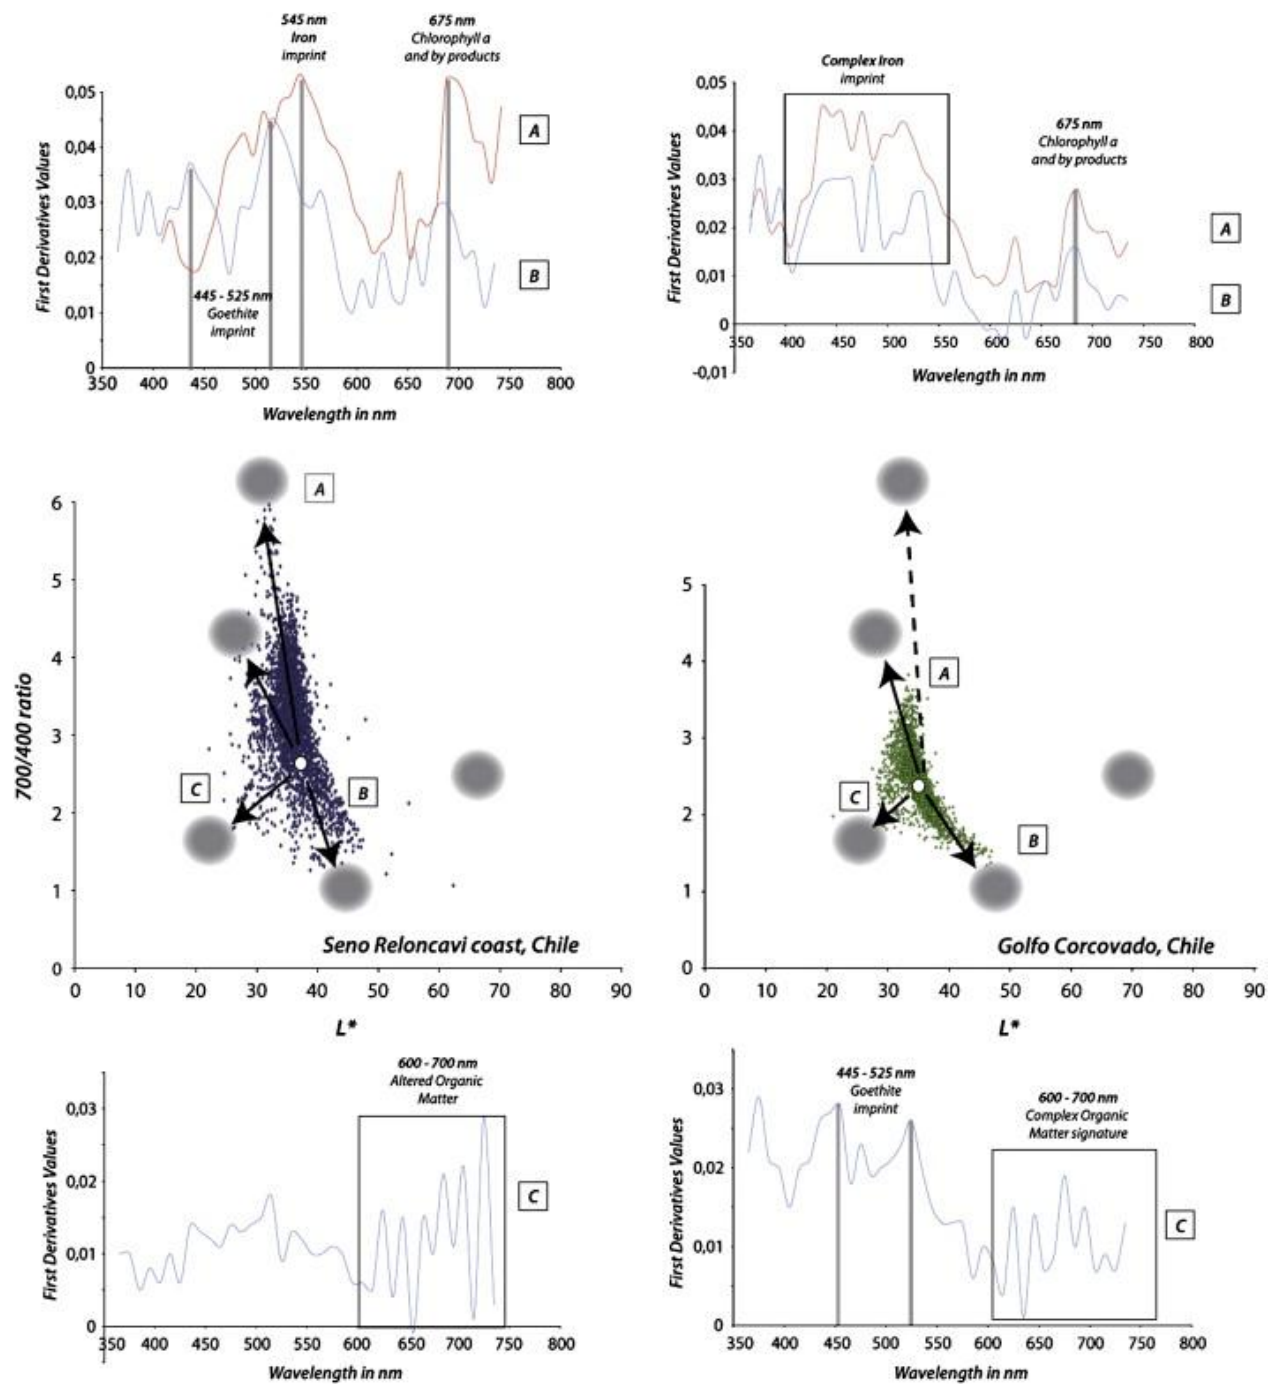 545 nm
Iron
imprint
675 nm
Chlorophyll a
and by products
0,05
0,04
0,03
0,02
0,01
0
First Derivatives Values
A
B
445 - 525 nm
Goethite
imprint
350 400 450 500 550 600 650 700 750 800
Wavelength in nm
Complex Iron
imprint
675 nm
Chlorophyll a
and by products
0,05
0,04
0,03
0,02
0,01
0
-0,01
First Derivatives Values
A
B
350 400 450 500 550 600 650 700 750 800
Wavelength in nm
6
5
4
3
2
1
0
700/400 ratio
A
B
C
Seno Reloncavi coast, Chile
0 10 20 30 40 50 60 70 80 90
L*
5
4
3
2
1
0
A
B
C
Golfo Corcovado, Chile
0 10 20 30 40 50 60 70 80 90
L*
600 - 700 nm
Altered Organic
Matter
0,03
0,02
0,01
0
First Derivatives Values
C
350 400 450 500 550 600 650 700 750 800
Wavelength in nm
445 - 525 nm
Goethite
imprint
600 - 700 nm
Complex Organic
Matter signature
0,03
0,02
0,01
0
First Derivatives Values
C
350 400 450 500 550 600 650 700 750 800
Wavelength in nm